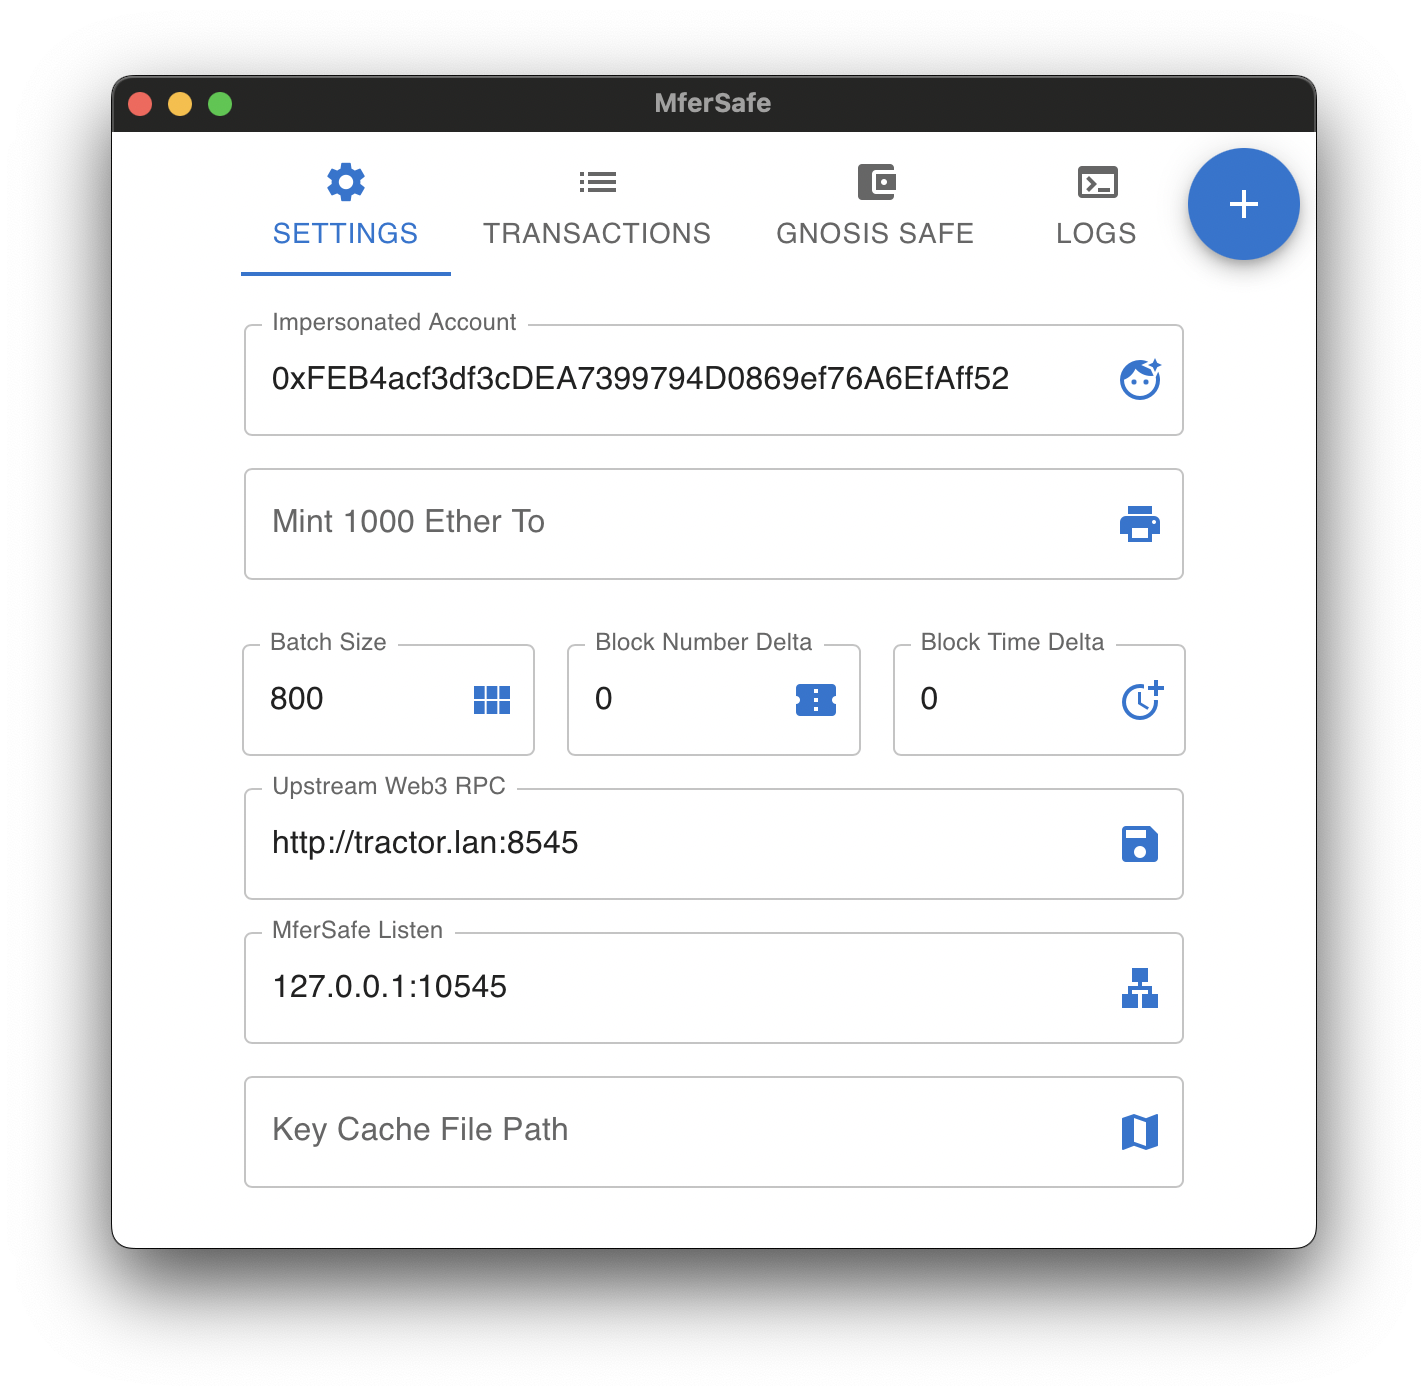 MferSafe
SETTINGS
TRANSACTIONS
GNOSIS SAFE
LOGS
Impersonated Account
0xFEB4acf3df3cDEA7399794D0869ef76A6EfAff52
Mint 1000 Ether To
Batch Size
800
Block Number Delta
0
Block Time Delta
0
Upstream Web3 RPC
http://tractor.lan:8545
MferSafe Listen
127.0.0.1:10545
Key Cache File Path